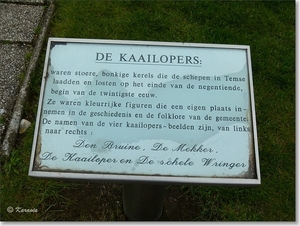 DE KAAILOPERS:
waren stoere, bonkige kerels die de schepen in Temse
laadden en losten op het einde van de negentiende,
begin van de twintigste eeuw.
Ze waren kleurrijke figuren die een eigen plaats in-
nemen in de geschiedenis en de folklore van de gemeente.
De namen van de vier kaailopers-beelden zijn, van links
naar rechts:
Den Bruine, De Mokker,
De Kaaileper en De schele Wringer
© Karenia